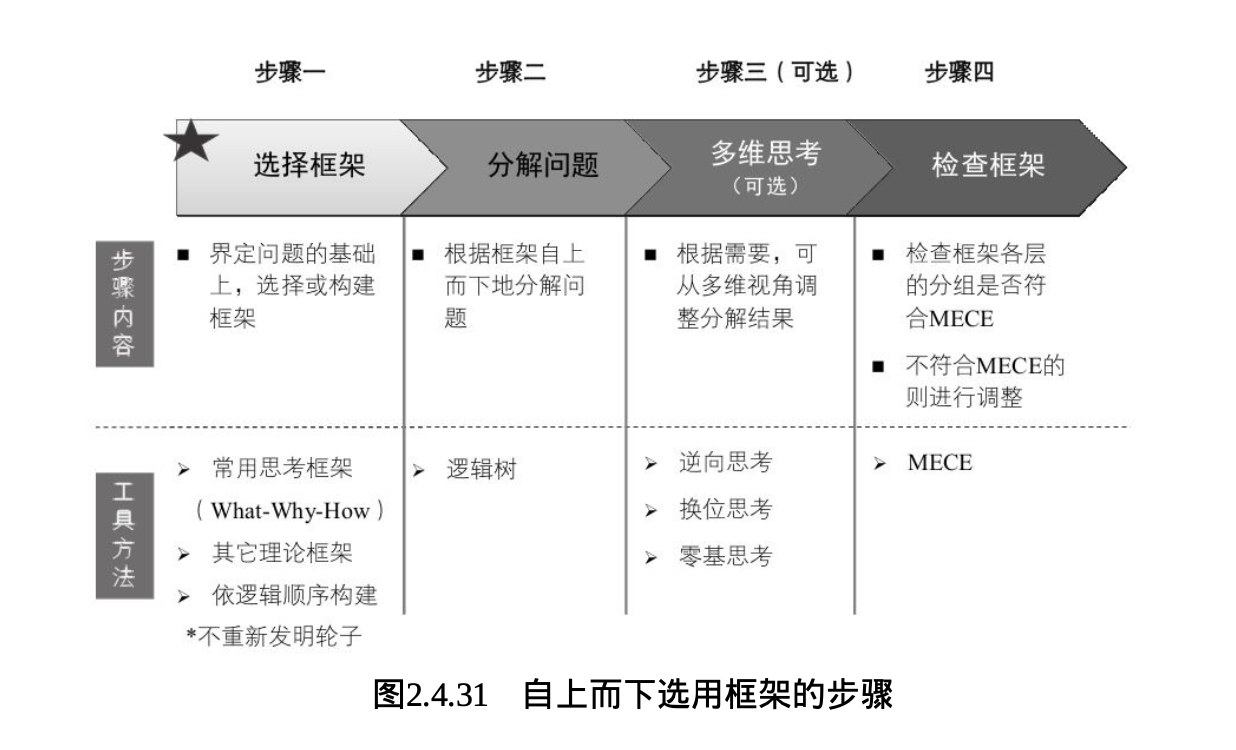 步骤一
步骤二
步骤三（可选）
步骤四
选择框架
分解问题
多维思考
（可选）
检查框架
步骤内容
■ 界定问题的基础
上，选择或构建
框架
■ 根据框架自上
而下地分解问
题
■ 根据需要，可
从多维视角调
整分解结果
■ 检查框架各层
的分组是否符
合MECE
■ 不符合MECE的
则进行调整
工具方法
➢ 常用思考框架
（What-Why-How）
➢ 其它理论框架
➢ 依逻辑顺序构建
*不重新发明轮子
➢ 逻辑树
➢ 逆向思考
➢ 换位思考
➢ 零基思考
➢ MECE
图2.4.31 自上而下选用框架的步骤